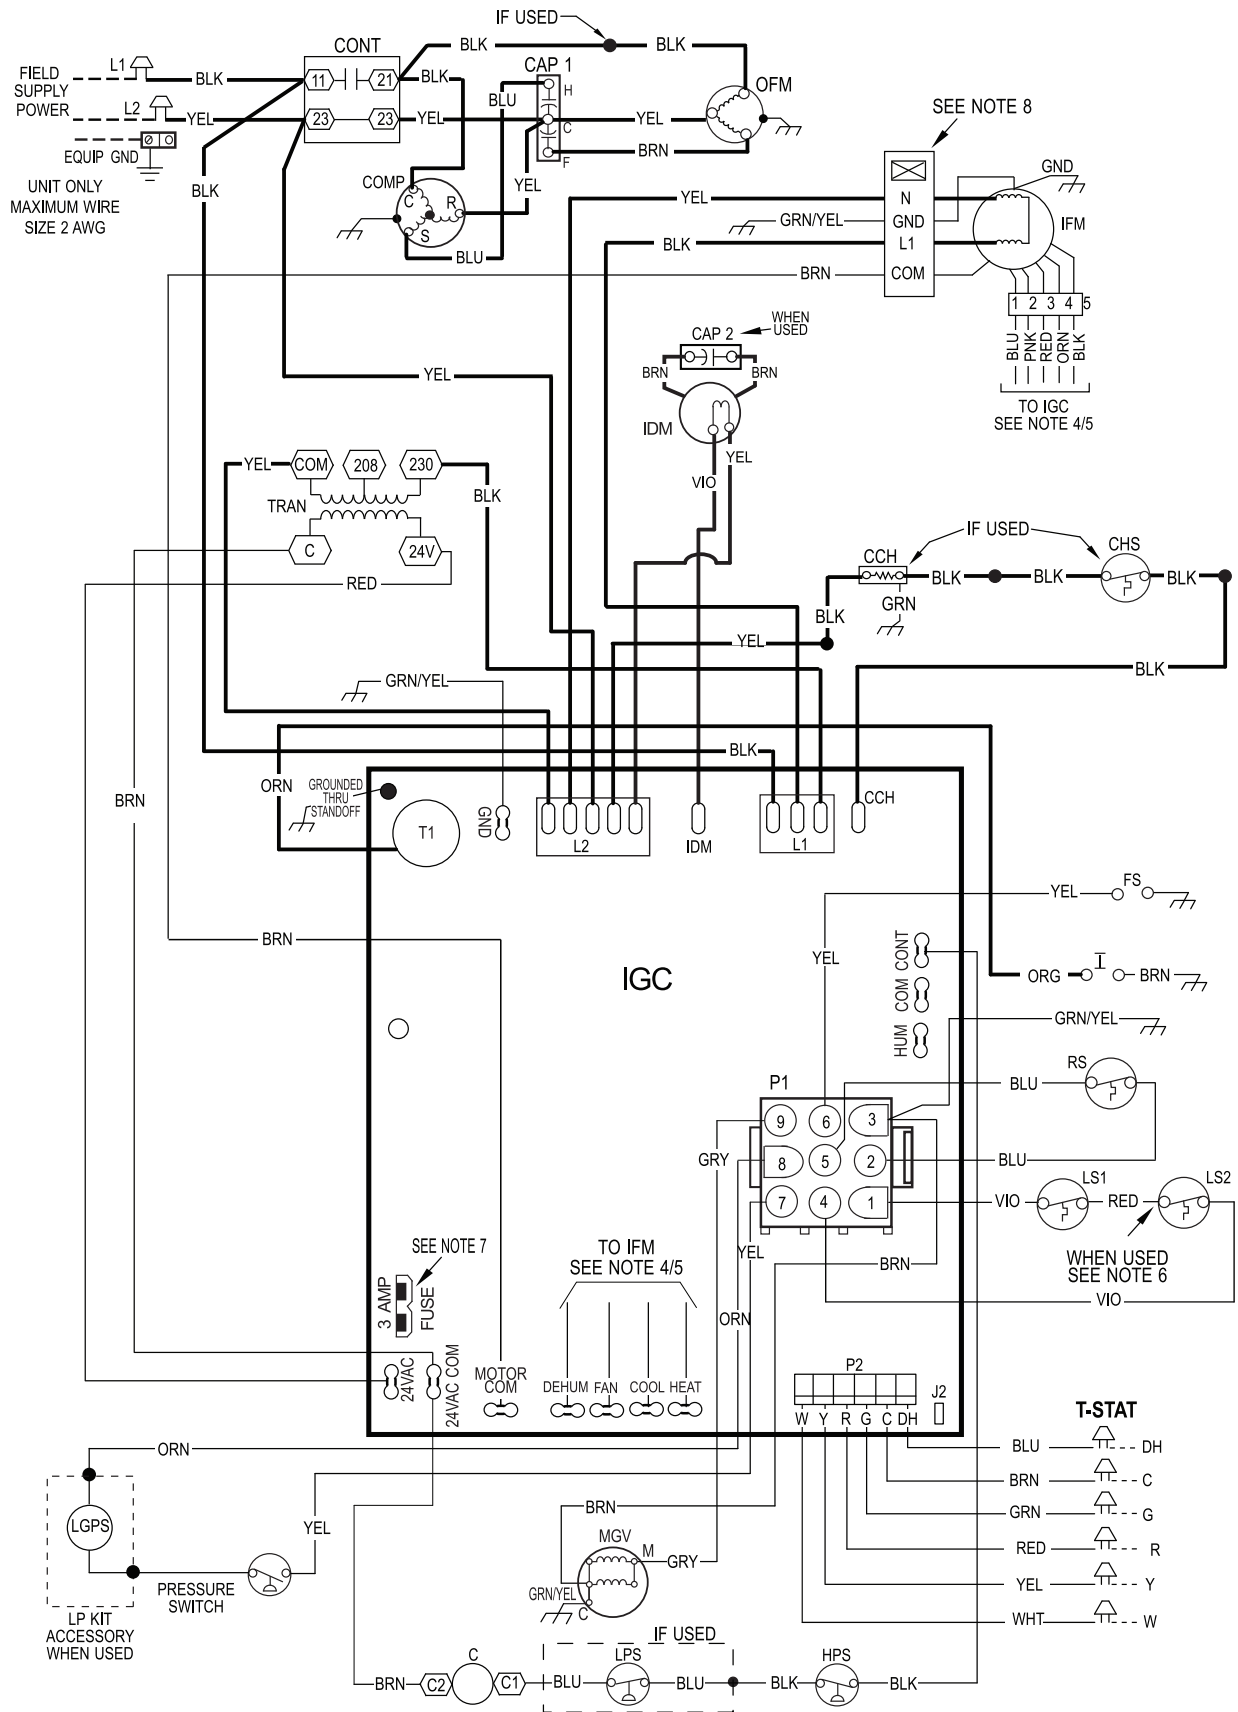 IF USED
CONT
BLK
BLK
CAP 1
L1
BLK
11
21
BLK
FIELD
SUPPLY
POWER
H
BLU
OFM
L2
YEL
23
23
YEL
C
YEL
SEE NOTE 8
EQUIP GND
BRN
F
UNIT ONLY
MAXIMUM WIRE
SIZE 2 AWG
BLK
COMP
C
R
S
YEL
BLU
GND
YEL
N
GRN/YEL
GND
IFM
BLK
L1
BRN
COM
1 2 3 4 5
BLU
PNK
RED
ORN
BLK
TO IGC
SEE NOTE 4/5
WHEN
USED
CAP 2
BRN
BRN
YEL
IDM
YEL
VIO
YEL
COM
208
230
BLK
TRAN
C
24V
RED
IF USED
CCH
CHS
BLK
BLK
BLK
GRN
BLK
YEL
BLK
GRN/YEL
BLK
ORN
BRN
GROUNDED
THRU
STANDOFF
T1
GND
L2
IDM
L1
CCH
YEL
FS
BRN
YEL
CONT
COM
HUM
IGC
ORG
BRN
GRN/YEL
RS
BLU
P1
9
6
3
8
5
2
7
4
1
GRY
BLU
LS1
LS2
VIO
RED
YEL
WHEN USED
SEE NOTE 6
BRN
VIO
SEE NOTE 7
TO IFM
SEE NOTE 4/5
3 AMP
FUSE
ORN
24VAC
24VAC COM
MOTOR
COM
DEHUM
FAN
COOL
HEAT
P2
J2
W Y R G C DH
T-STAT
ORN
BLU
DH
BRN
C
GRN
G
RED
R
YEL
Y
WHT
W
LGPS
YEL
BRN
MGV
M
GRY
GRN/YEL
C
PRESSURE
SWITCH
LP KIT
ACCESSORY
WHEN USED
IF USED
C
LPS
HPS
BRN
C2
C1
BLU
BLU
BLK
BLK